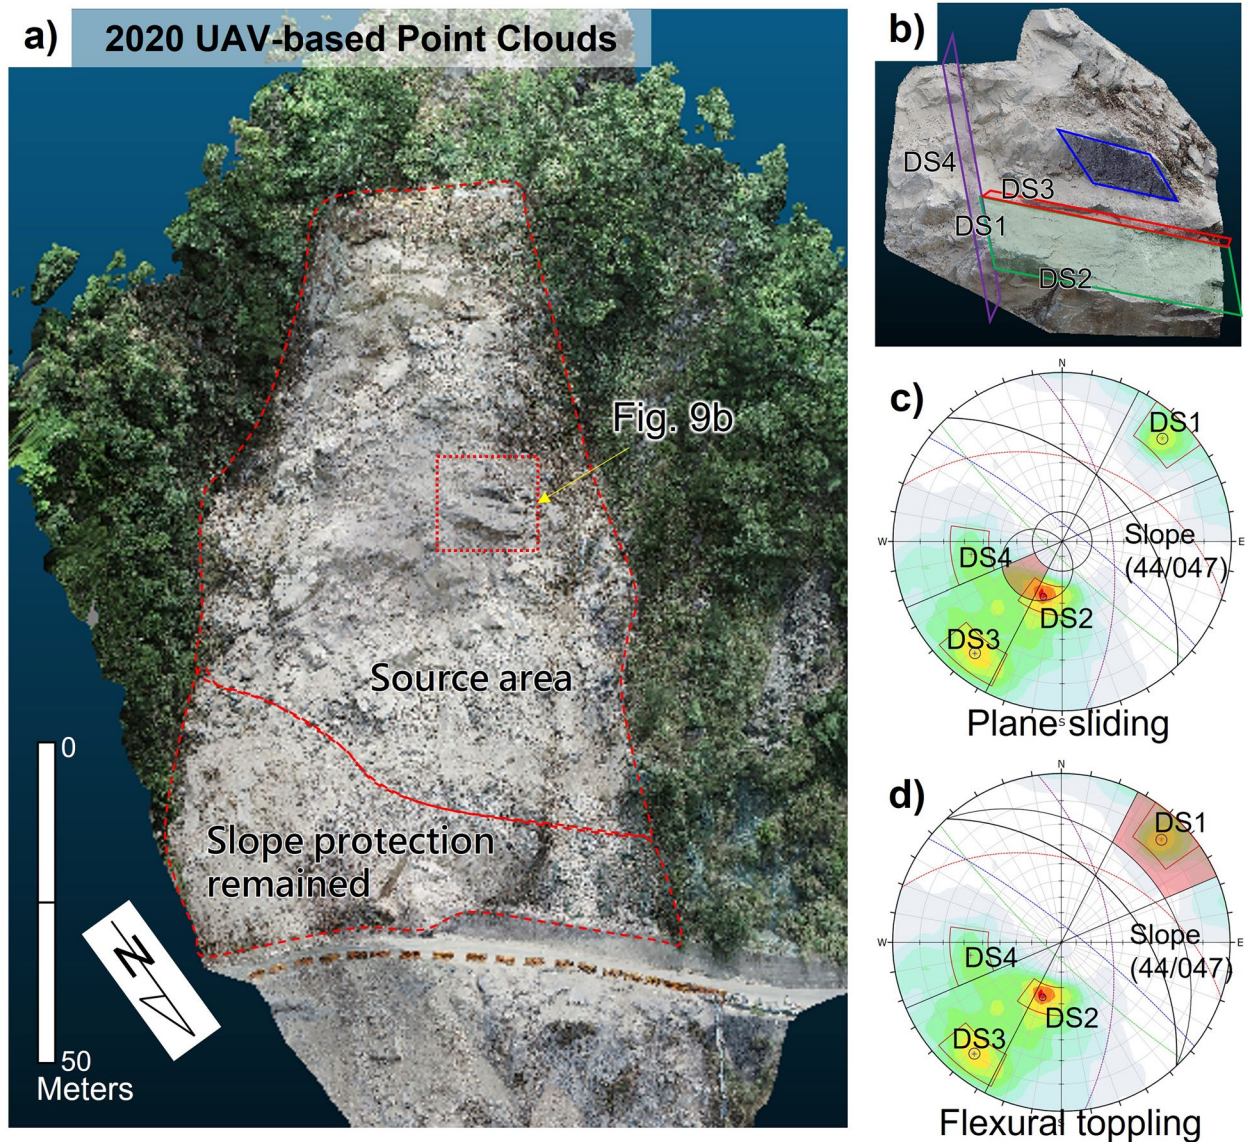 a)
2020 UAV-based Point Clouds
Fig. 9b
Source area
Slope protection
remained
0
50
Meters
N
b)
DS4
DS3
DS1
DS2
c)
N
DS1
W
E
Slope
(44/047)
DS4
DS2
DS3
S
Plane sliding
d)
N
DS1
W
E
Slope
(44/047)
DS4
DS2
DS3
S
Flexural toppling